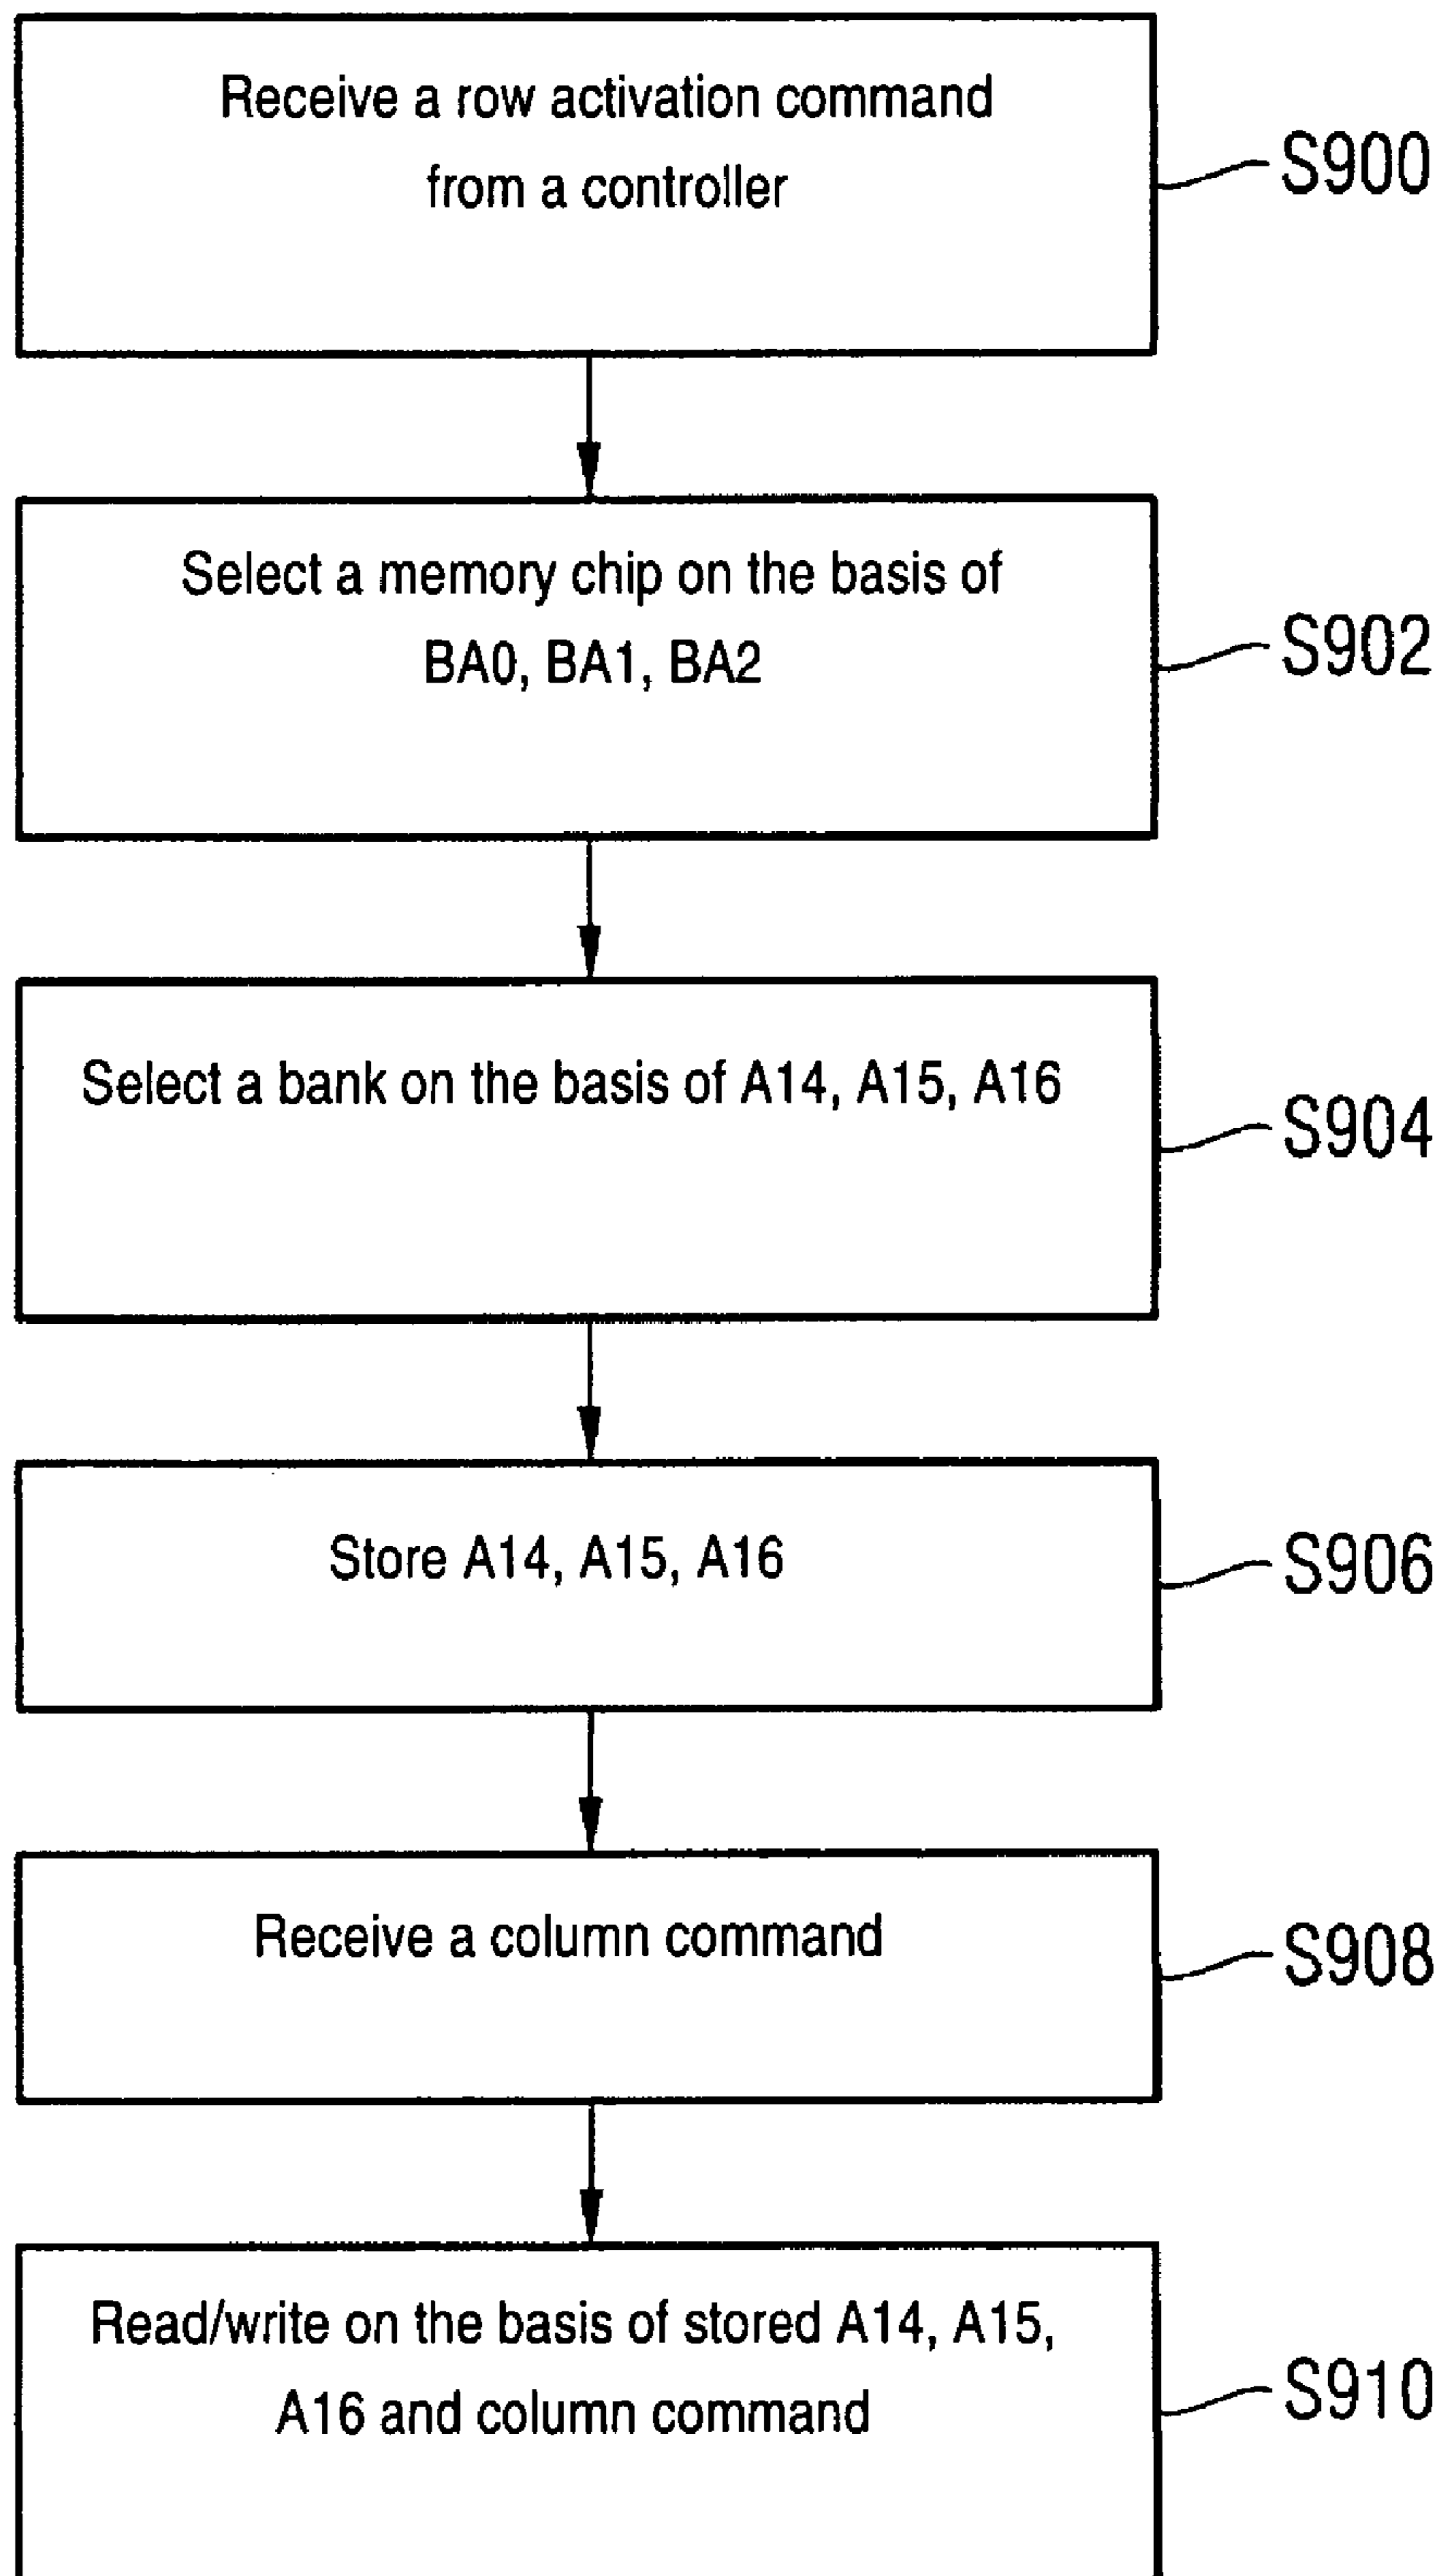 Receive a row activation command
from a controller
S900
Select a memory chip on the basis of
BA0, BA1, BA2
S902
Select a bank on the basis of A14, A15, A16
S904
Store A14, A15, A16
S906
Receive a column command
S908
Read/write on the basis of stored A14, A15,
A16 and column command
S910